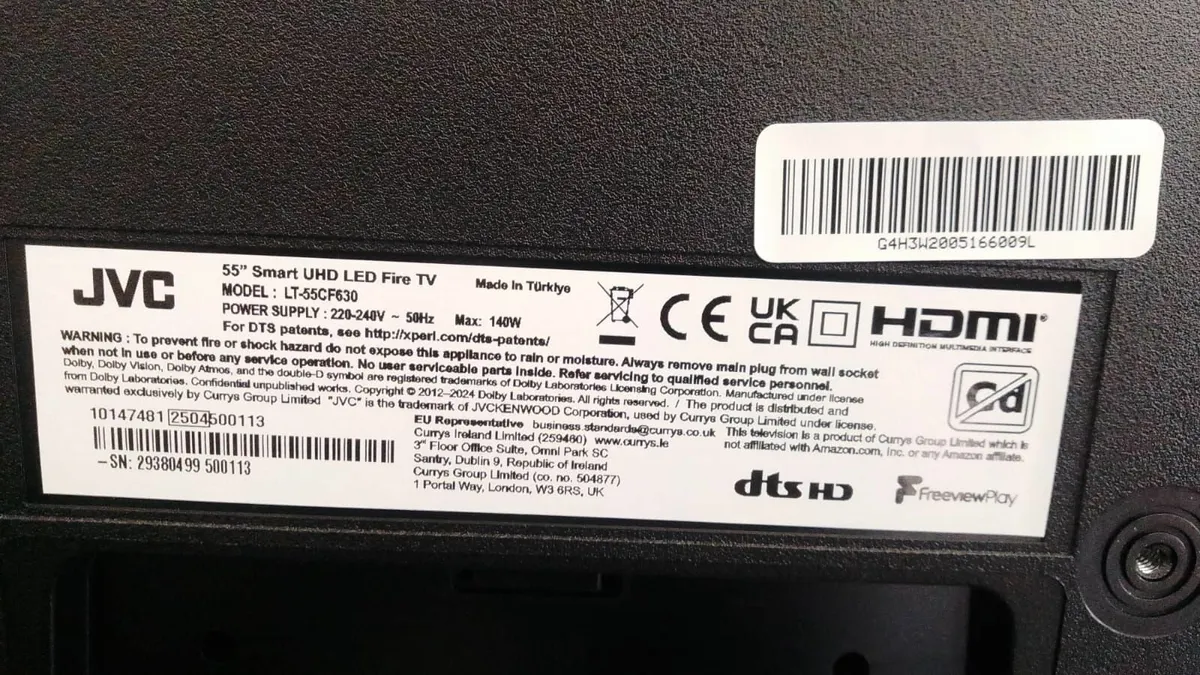 G4H3W2005166009L
JVC
55” Smart UHD LED Fire TV
Made In Türkiye
MODEL : LT-55CF630
POWER SUPPLY : 220-240V ~ 50Hz Max: 140W
For DTS patents, see http://xperi.com/dts-patents/
CE
UK
CA
HDMI
HIGH DEFINITION MULTIMEDIA INTERFACE
WARNING : To prevent fire or shock hazard do not expose this appliance to rain or moisture. Always remove main plug from wall socket
when not in use or before any service operation. No user serviceable parts inside. Refer servicing to qualified service personnel.
Dolby, Dolby Vision, Dolby Atmos, and the double-D symbol are registered trademarks of Dolby Laboratories Licensing Corporation. Manufactured under license
from Dolby Laboratories. Confidential unpublished works. Copyright © 2012–2024 Dolby Laboratories. All rights reserved. / The product is distributed and
warranted exclusively by Currys Group Limited "JVC" is the trademark of JVCKENWOOD Corporation, used by Currys Group Limited under license.
Cd
10147481 2504500113
–SN: 29380499 500113
EU Representative business.standards@currys.co.uk
Currys Ireland Limited (259460) www.currys.ie
3rd Floor Office Suite, Omni Park SC
Santry, Dublin 9, Republic of Ireland
Currys Group Limited (co. no. 504877)
1 Portal Way, London, W3 6RS, UK
This television is a product of Currys Group Limited which is
not affiliated with Amazon.com, Inc. or any Amazon affiliate.
dts HD
FreeviewPlay